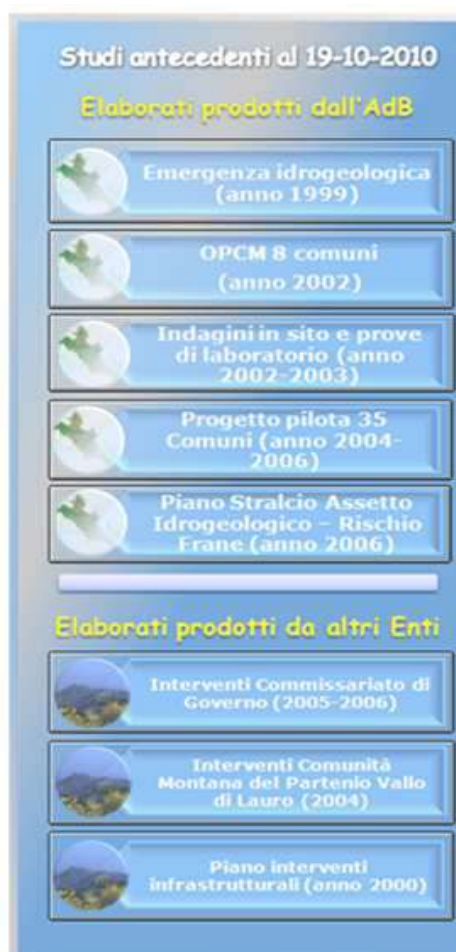 Studi antecedenti al 19-10-2010
Elaborati prodotti dall'AdB
Emergenza idrogeologica
(anno 1999)
OPCM 8 comuni
(anno 2002)
Indagini in sito e prove
di laboratorio (anno
2002-2003)
Progetto pilota 35
Comuni (anno 2004-
2006)
Piano Stralcio Assetto
Idrogeologico – Rischio
Frane (anno 2006)
Elaborati prodotti da altri Enti
Interventi Commissariato di
Governo (2005-2006)
Interventi Comunità
Montana del Partenio Vallo
di Lauro (2004)
Piano interventi
infrastrutturali (anno 2000)